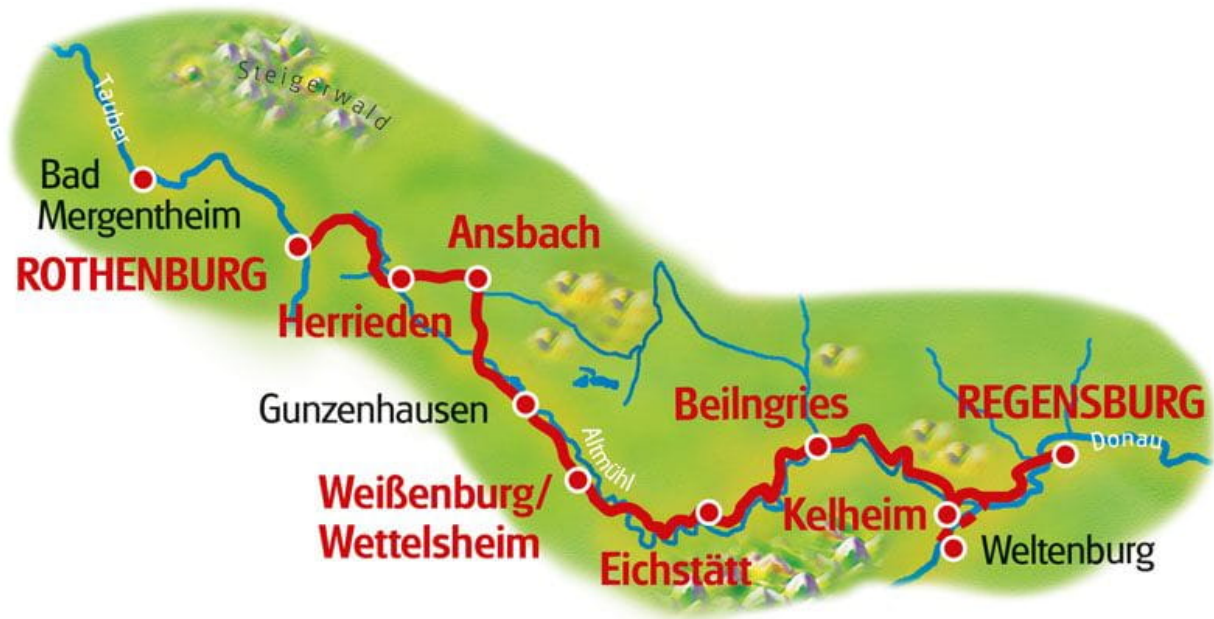 Steigerwald
Tauber
Bad
Mergentheim
ROTHENBURG
Ansbach
Herrieden
Gunzenhausen
Altmühl
Beilngries
REGENSBURG
Donau
Weißenburg/
Wettelsheim
Kelheim
Eichstätt
Weltenburg